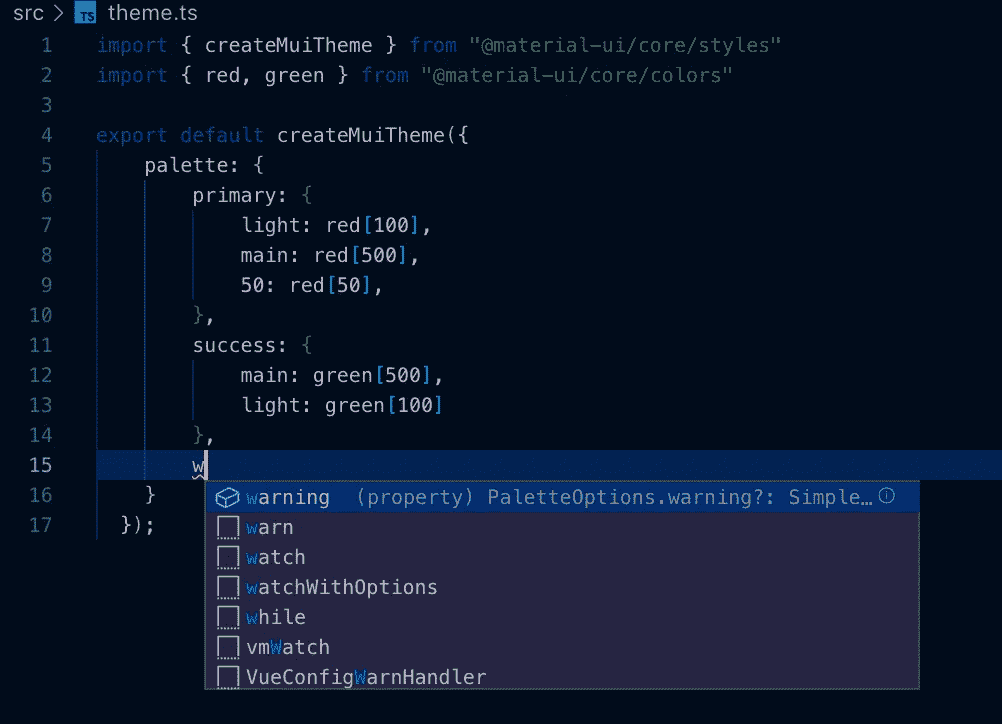 src > TS theme.ts
1 import { createMuiTheme } from "@material-ui/core/styles"
2 import { red, green } from "@material-ui/core/colors"
3
4 export default createMuiTheme({
5     palette: {
6         primary: {
7             light: red[100],
8             main: red[500],
9             50: red[50],
10         },
11         success: {
12             main: green[500],
13             light: green[100]
14         },
15         w
16     }
17   });
warning (property) PaletteOptions.warning?: Simple…
warn
watch
watchWithOptions
while
vmWatch
VueConfigWarnHandler